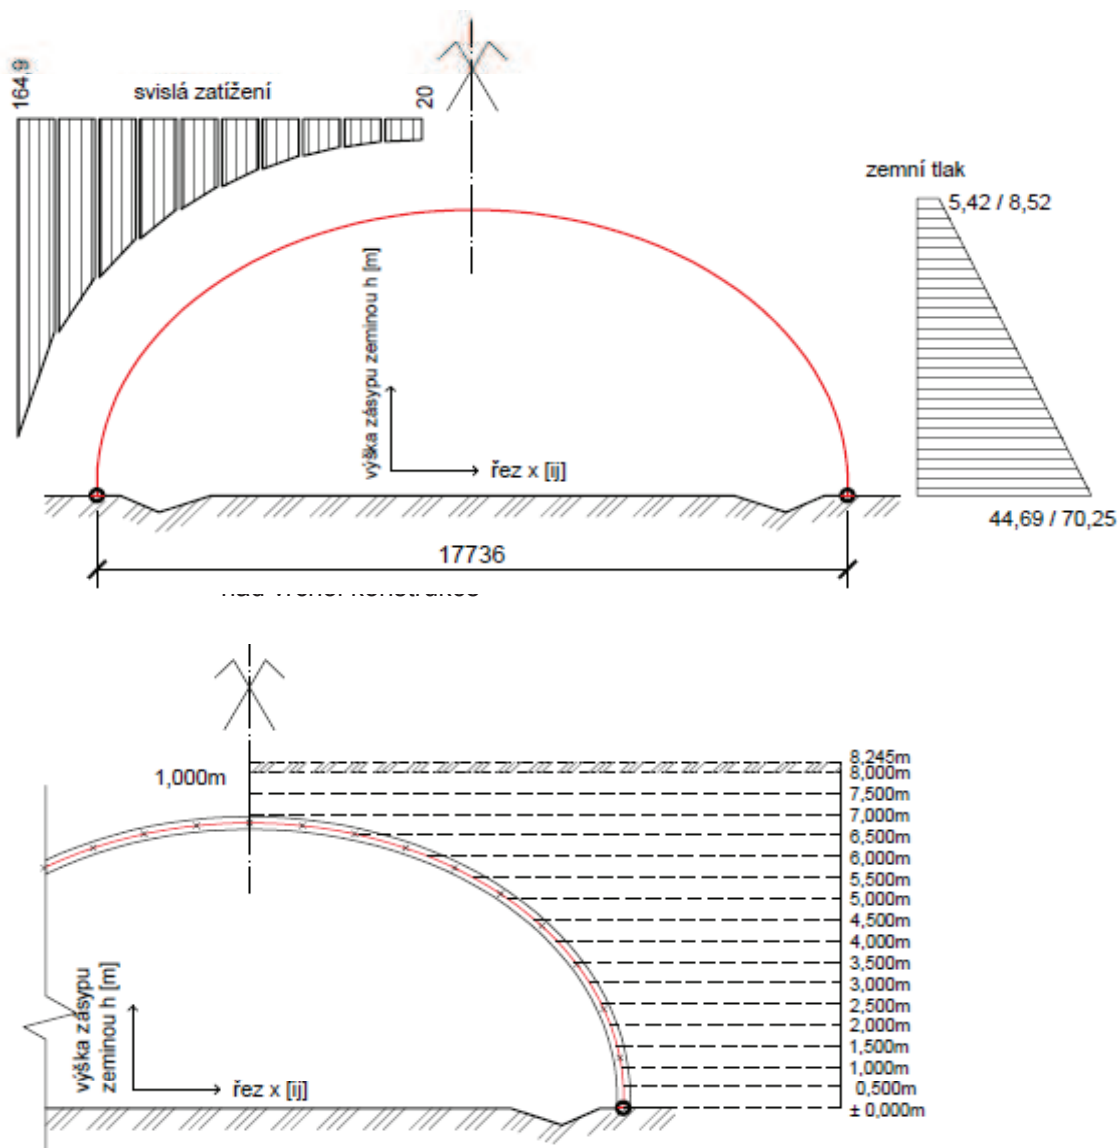 164,9
svislá zatížení
20
zemní tlak
5,42 / 8,52
výška zásypu zeminou h [m]
řez x [ij]
44,69 / 70,25
17736
1,000m
8,245m
8,000m
7,500m
7,000m
6,500m
6,000m
5,500m
5,000m
4,500m
4,000m
3,500m
3,000m
2,500m
2,000m
1,500m
1,000m
0,500m
± 0,000m
výška zásypu
zeminou h [m]
řez x [ij]